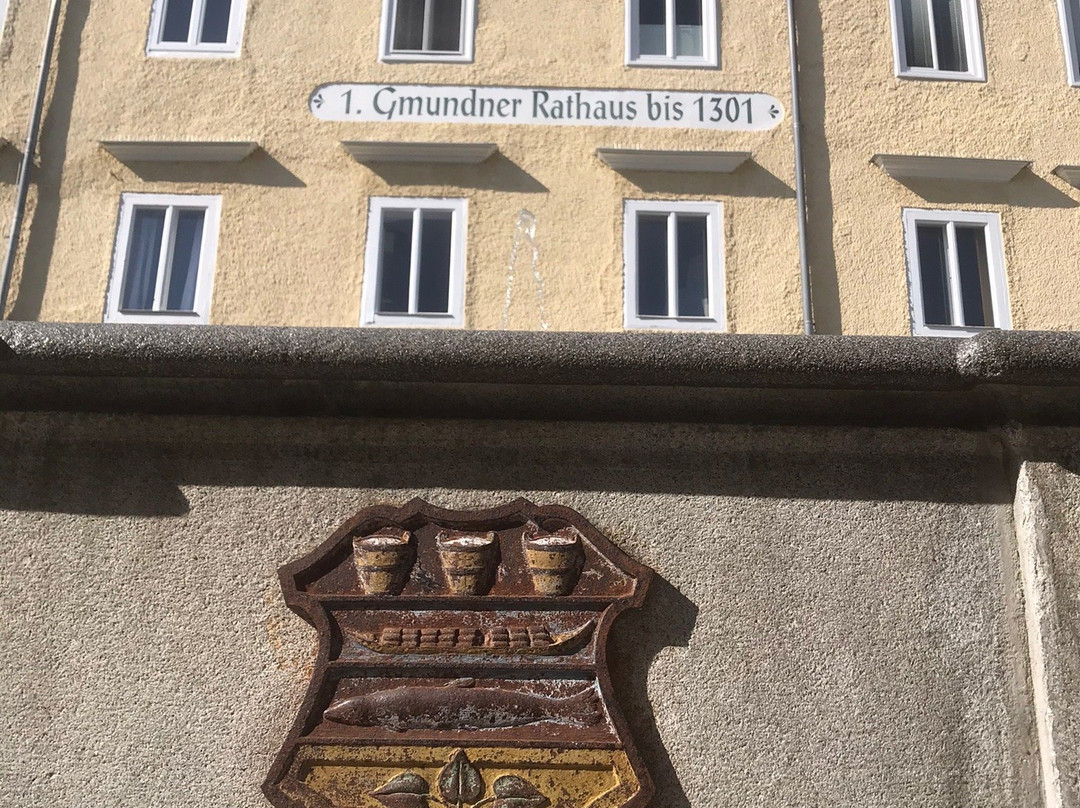 1. Gmundner Rathaus bis 1301